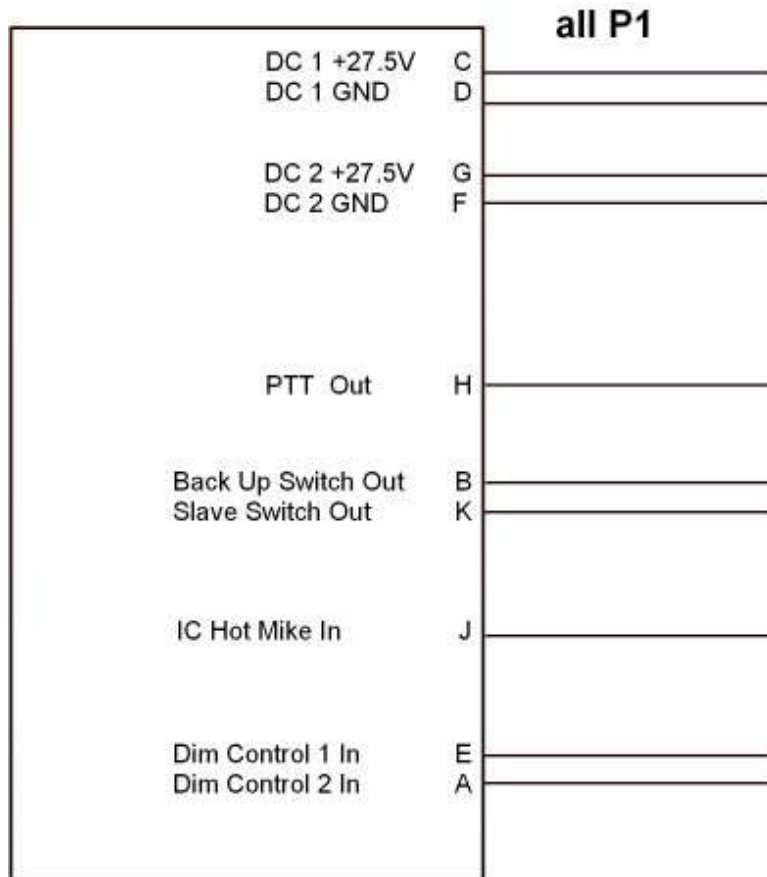 all P1
DC 1 +27.5V C
DC 1 GND D
DC 2 +27.5V G
DC 2 GND F
PTT Out H
Back Up Switch Out B
Slave Switch Out K
IC Hot Mike In J
Dim Control 1 In E
Dim Control 2 In A